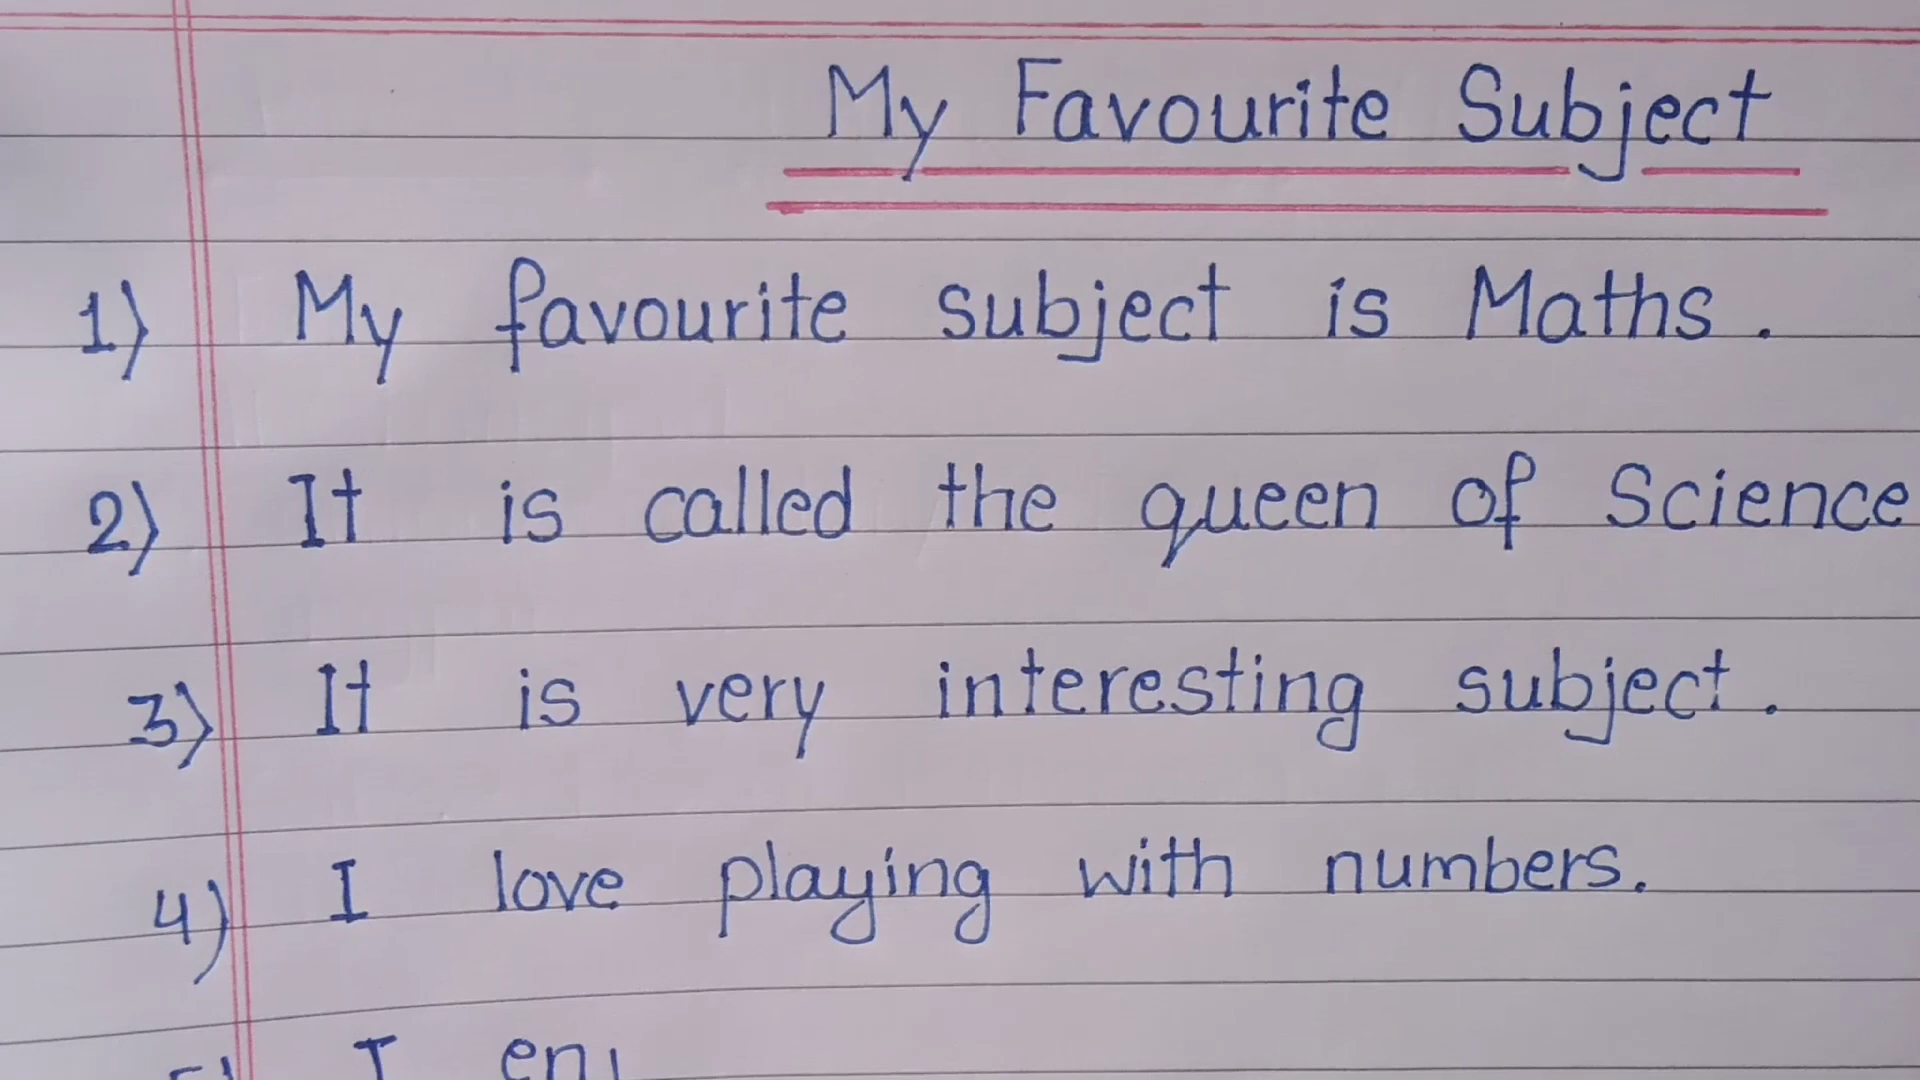 My Favourite Subject
1) My favourite subject is Maths.
2) It is called the queen of Science
3) It is very interesting subject.
4) I love playing with numbers.
I